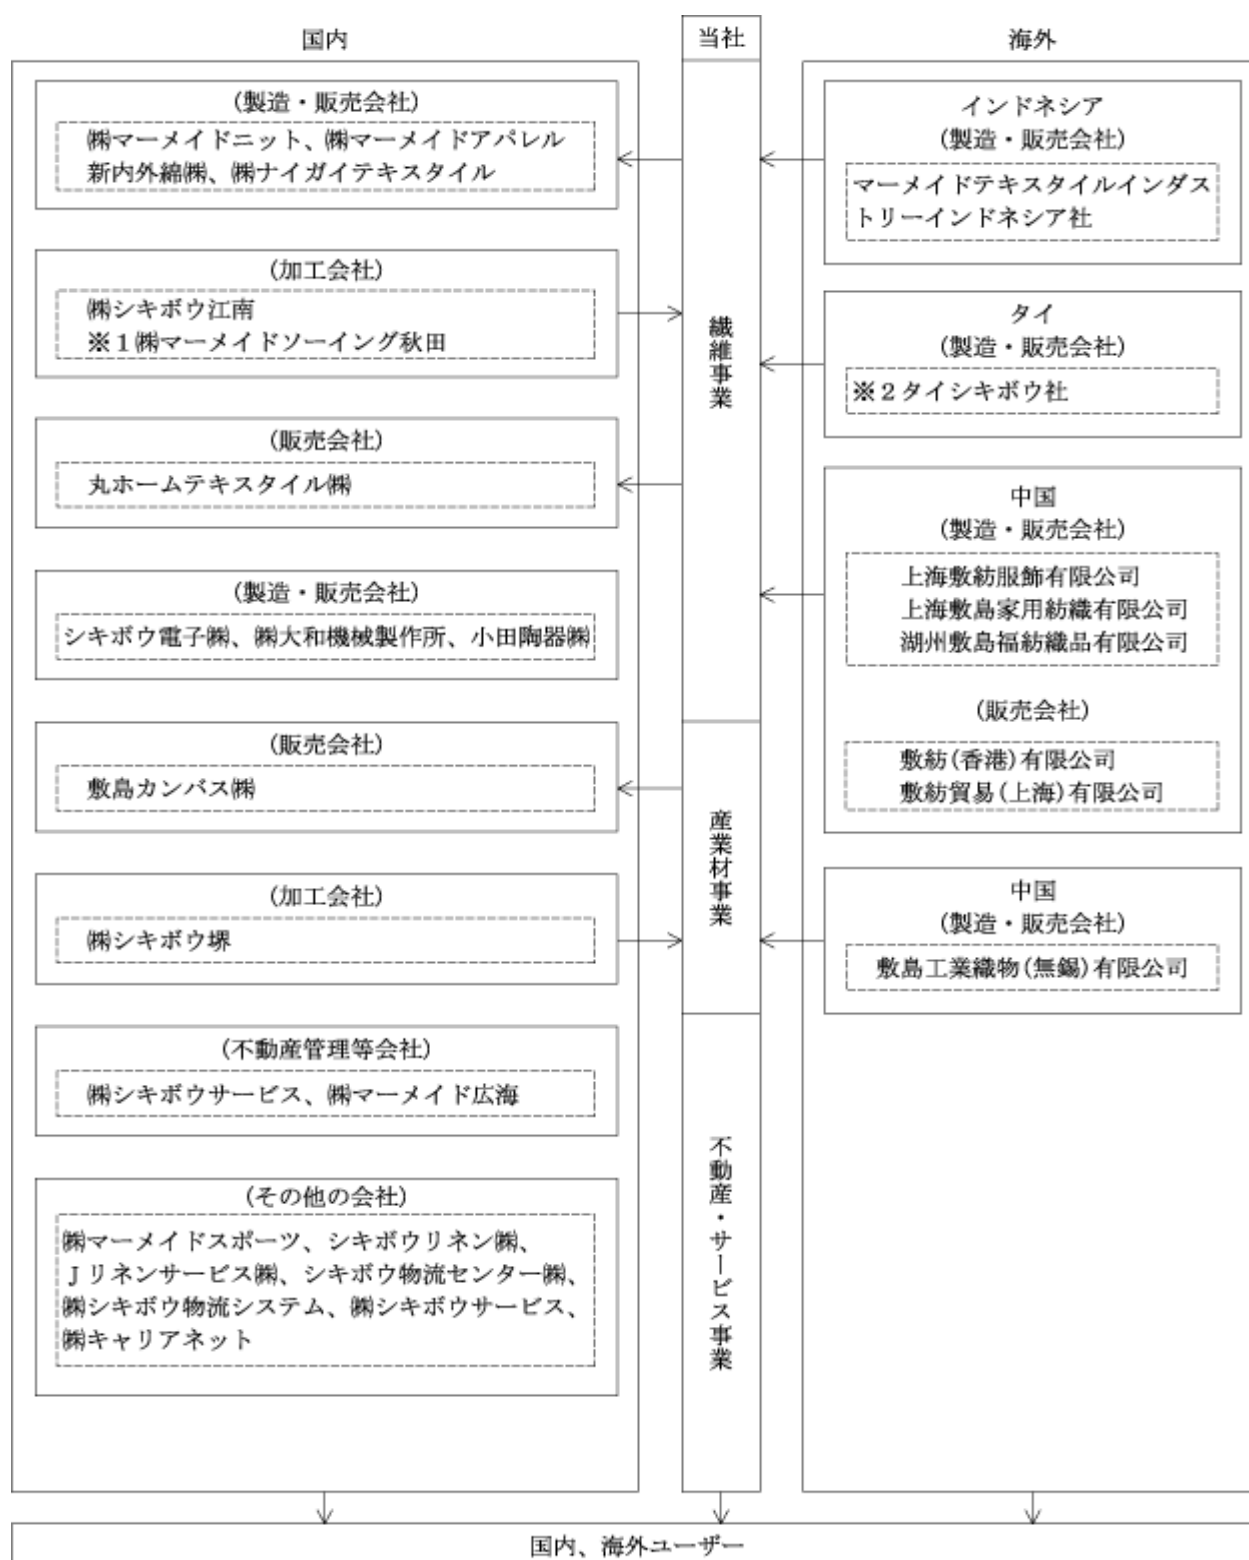 国内
(製造・販売会社)
㈱マーメイドニット、㈱マーメイドアパレル
新内外綿㈱、㈱ナイガイテキスタイル
(加工会社)
㈱シキボウ江南
※１㈱マーメイドソーイング秋田
(販売会社)
丸ホームテキスタイル㈱
(製造・販売会社)
シキボウ電子㈱、㈱大和機械製作所、小田陶器㈱
(販売会社)
敷島カンバス㈱
(加工会社)
㈱シキボウ堺
(不動産管理等会社)
㈱シキボウサービス、㈱マーメイド広海
(その他の会社)
㈱マーメイドスポーツ、シキボウリネン㈱、
Ｊリネンサービス㈱、シキボウ物流センター㈱、
㈱シキボウ物流システム、㈱シキボウサービス、
㈱キャリアネット
当社
繊維事業
産業材事業
不動産・サービス事業
海外
インドネシア
(製造・販売会社)
マーメイドテキスタイルインダス
トリーインドネシア社
タイ
(製造・販売会社)
※２タイシキボウ社
中国
(製造・販売会社)
上海敷紡服飾有限公司
上海敷島家用紡織有限公司
湖州敷島福紡織品有限公司
(販売会社)
敷紡(香港)有限公司
敷紡貿易(上海)有限公司
中国
(製造・販売会社)
敷島工業織物(無錫)有限公司
国内、海外ユーザー